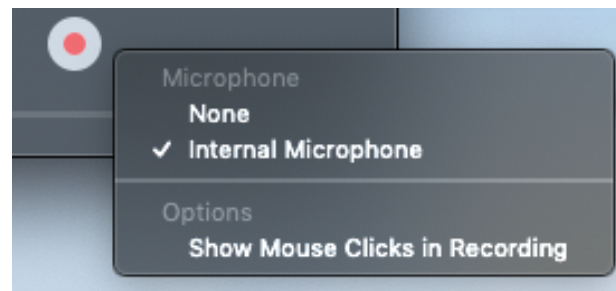 Microphone
None
Internal Microphone
Options
Show Mouse Clicks in Recording